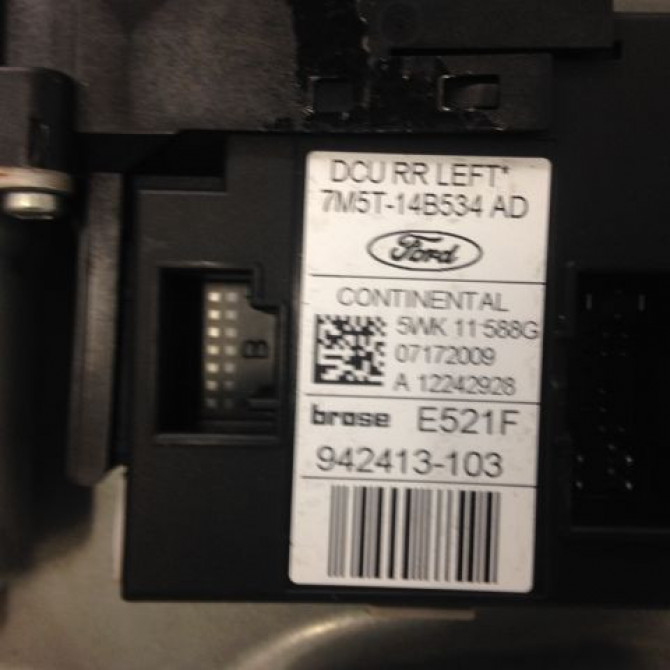 DCU RR LEFT*
7M5T-14B534 AD
Ford
CONTINENTAL
5WK 11 588G
07172009
A 12242928
brose E521F
942413-103
B